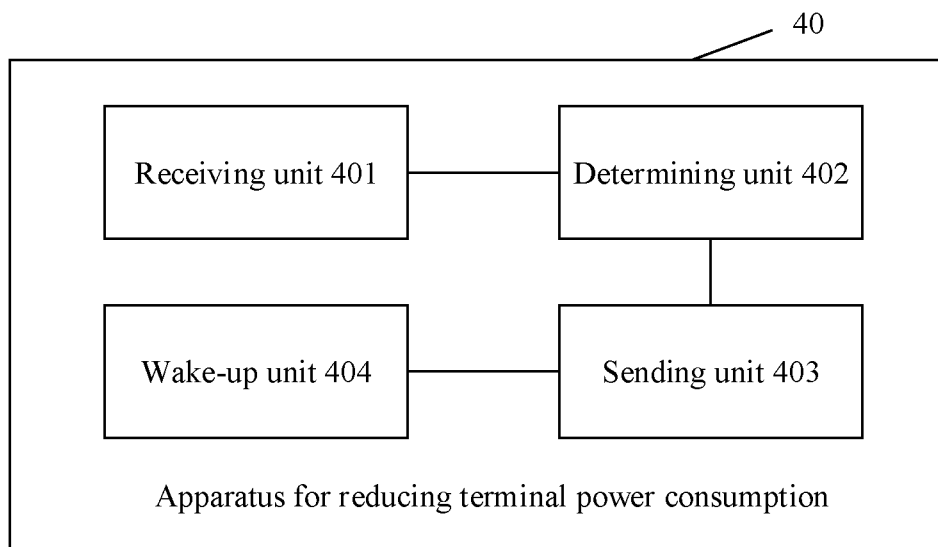 40
Receiving unit 401
Determining unit 402
Wake-up unit 404
Sending unit 403
Apparatus for reducing terminal power consumption